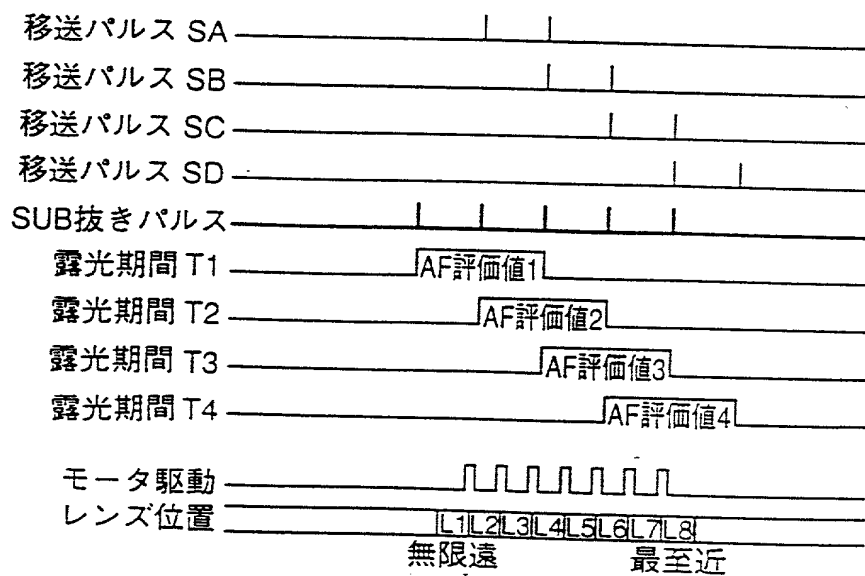 移送パルス SA
移送パルス SB
移送パルス SC
移送パルス SD
SUB抜きパルス
露光期間 T1 AF評価値1
露光期間 T2 AF評価値2
露光期間 T3 AF評価値3
露光期間 T4 AF評価値4
モータ駆動
レンズ位置 L1 L2 L3 L4 L5 L6 L7 L8
無限遠 最至近